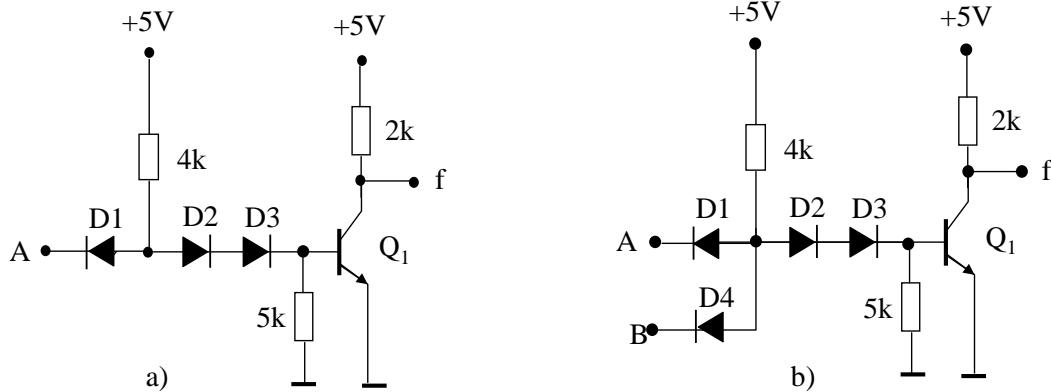 +5V +5V
2k
4k
f
D1 D2 D3
A
Q1
5k
a)
+5V +5V
2k
4k
f
D1 D2 D3
A
Q1
D4
B
5k
b)